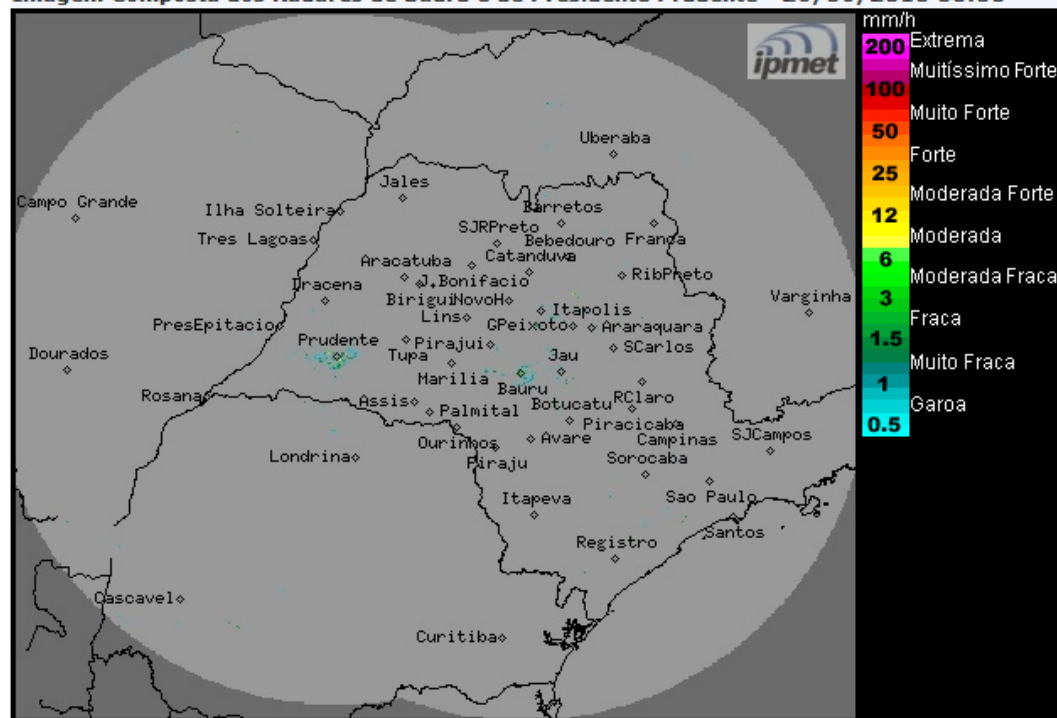 mm/h
200 Extrema
Muitíssimo Forte
100
Muito Forte
50
Forte
25
Moderada Forte
12
Moderada
6
Moderada Fraca
3
Fraca
1.5
Muito Fraca
1
Garoa
0.5
ipmet
Uberaba
Jales
Campo Grande
Ilha Solteira
Barretos
SJRPreto
Tres Lagoas
Bebedouro Franca
Aracatuba
Catanduva
J.Bonifacio
RibPreto
Dracena
Birigui NovoH
Varginha
Itapolis
Lins
PresEpitacio
GPeixoto
Araraquara
Prudente
Pirajui
SCarlos
Dourados
Tupa
Jau
Marilia
Bauru
Rosana
Assis
Botucatu
RClaro
Palmital
Piracicaba
Ourinhos
Avare
Campinas
SJCampos
Londrina
Piraju
Sorocaba
Itapeva
Sao Paulo
Santos
Registro
Cascavel
Curitiba